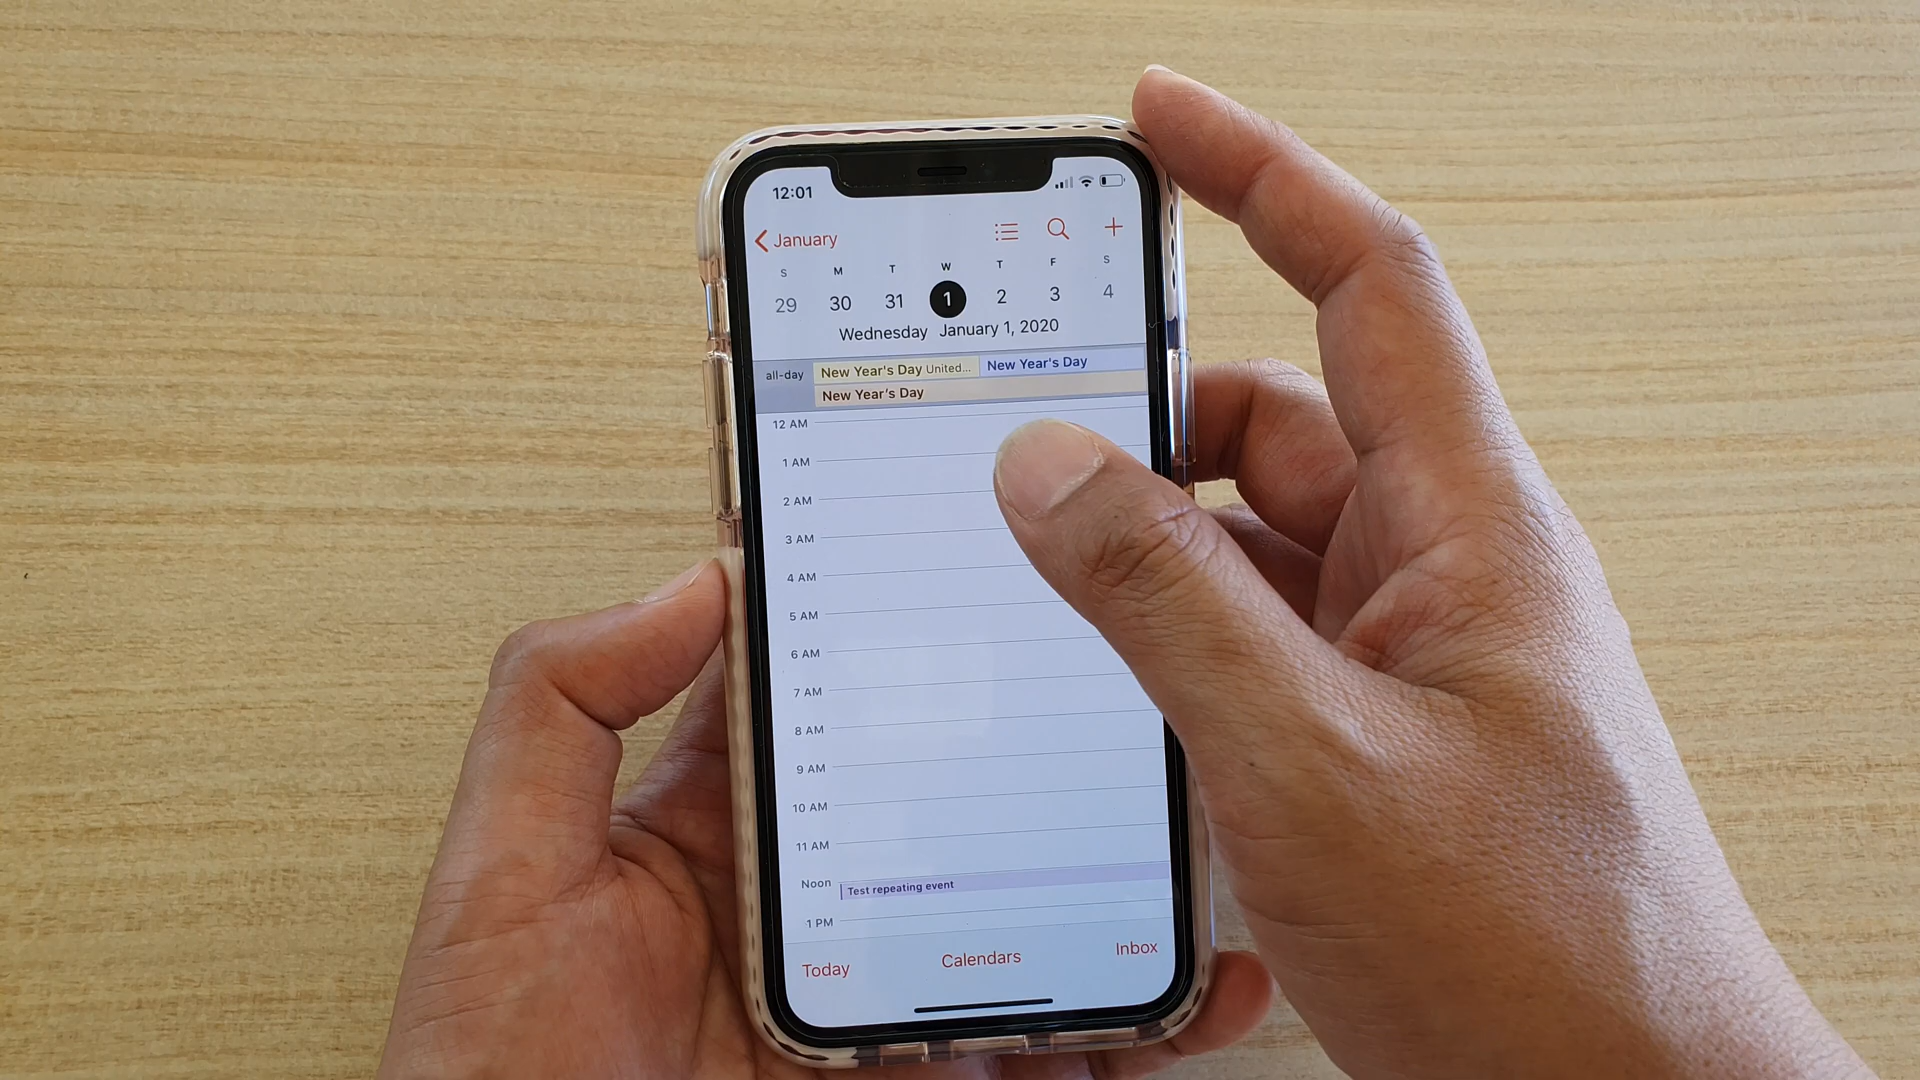 12:01
January
S M T W T F S
29 30 31 1 2 3 4
Wednesday January 1, 2020
all-day New Year's Day United... New Year's Day
New Year's Day
12 AM
1 AM
2 AM
3 AM
4 AM
5 AM
6 AM
7 AM
8 AM
9 AM
10 AM
11 AM
Noon Test repeating event
1 PM
Today Calendars Inbox